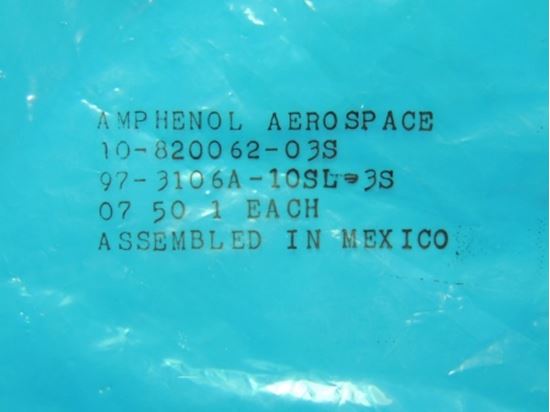 AMPHENOL AEROSPACE
10-820062-03S
97-3106A-10SL-3S
07 50 1 EACH
ASSEMBLED IN MEXICO